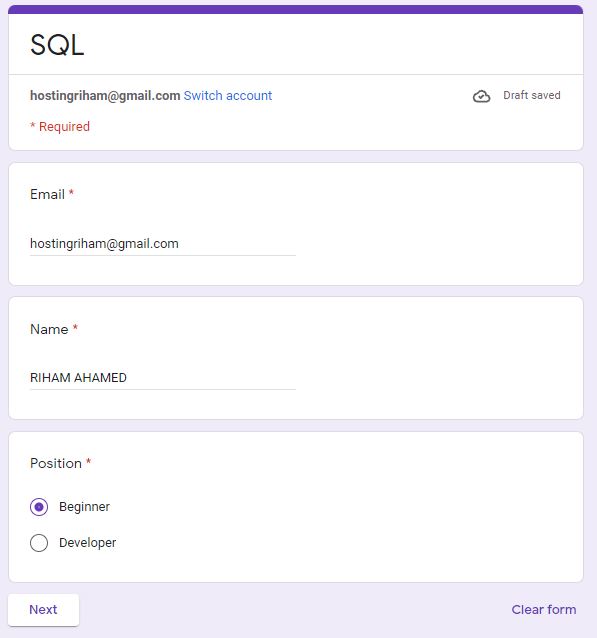 SQL
hostingriham@gmail.com Switch account
Draft saved
* Required
Email *
hostingriham@gmail.com
Name *
RIHAM AHAMED
Position *
Beginner
Developer
Next
Clear form